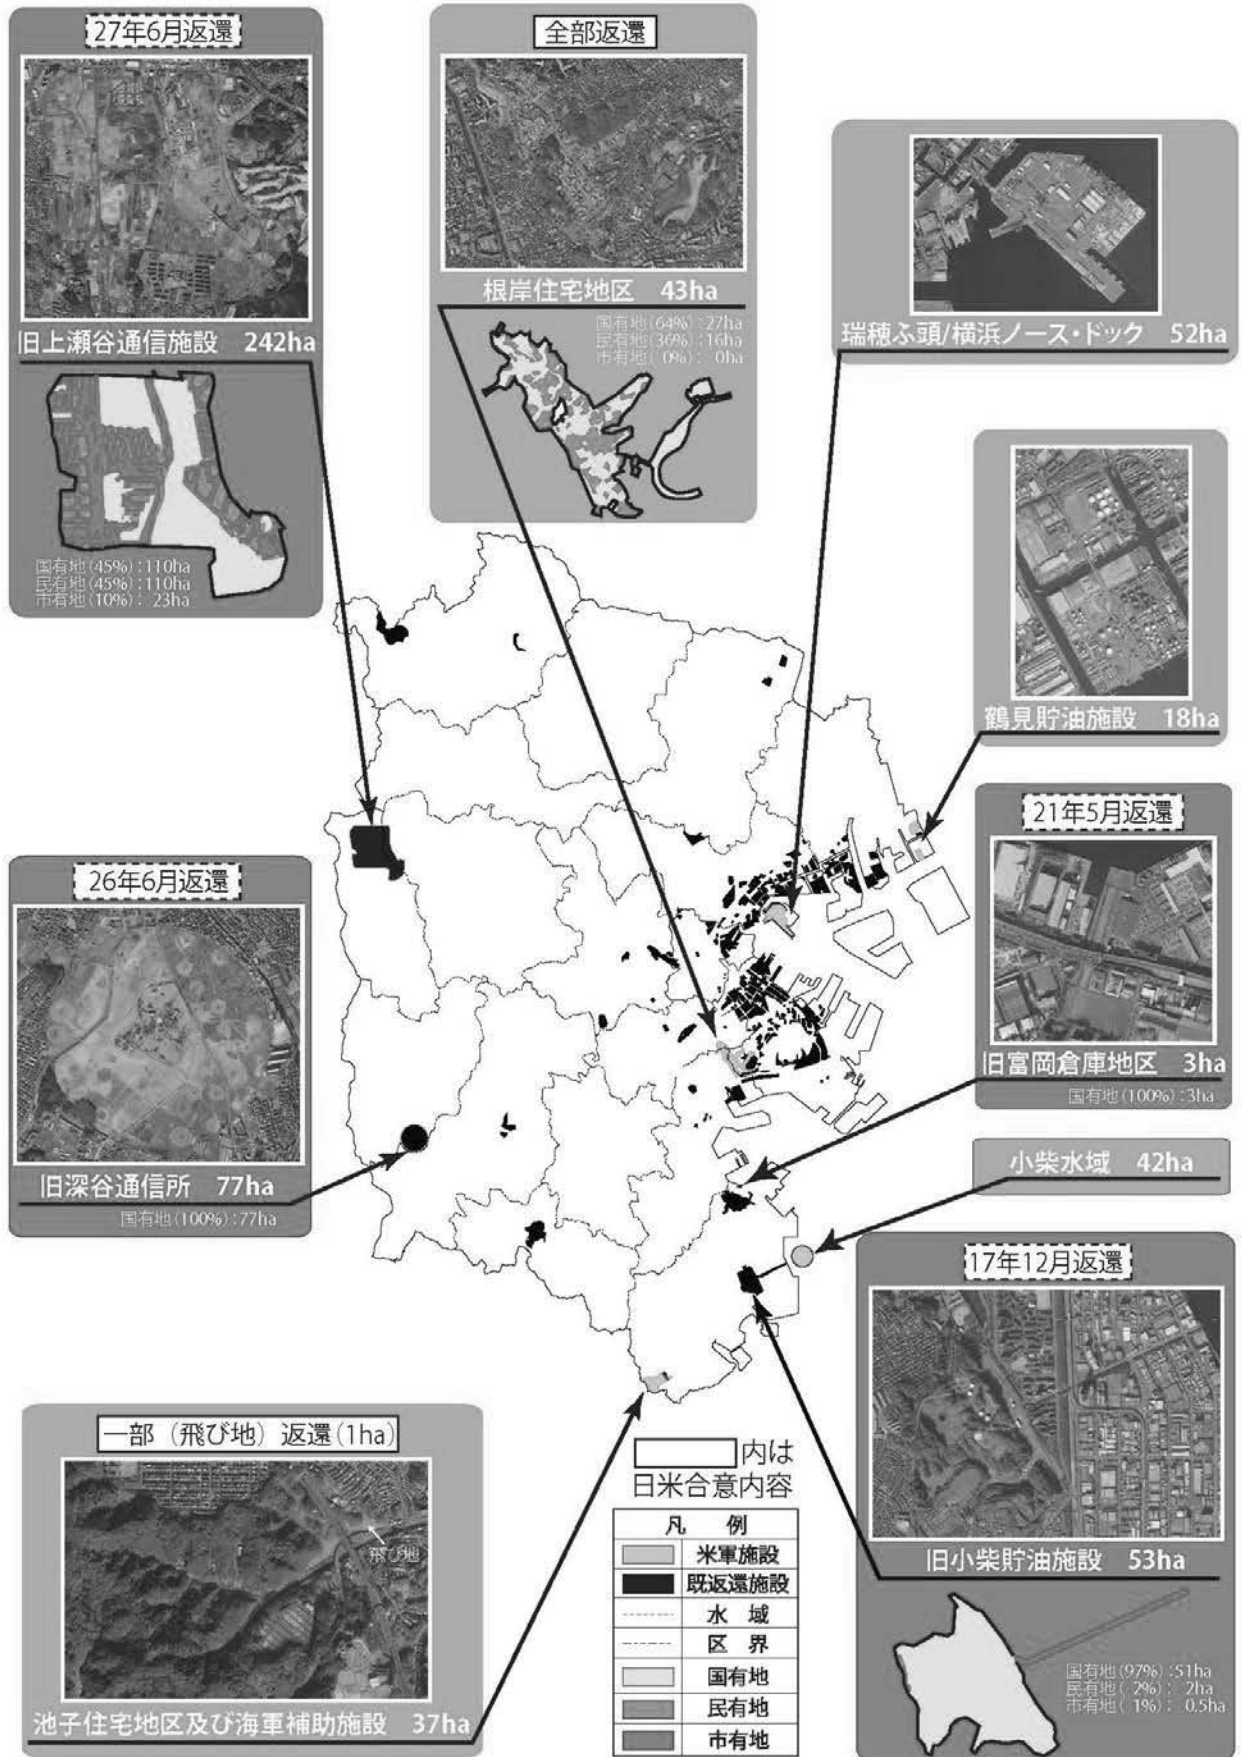 27年6月返還
旧上瀬谷通信施設 242ha
国有地(45%):110ha
民有地(45%):110ha
市有地(10%): 23ha
全部返還
根岸住宅地区 43ha
国有地(64%):27ha
民有地(36%):16ha
市有地( 0%): 0ha
瑞穂ふ頭/横浜ノース・ドック 52ha
鶴見貯油施設 18ha
21年5月返還
旧富岡倉庫地区 3ha
国有地(100%):3ha
26年6月返還
旧深谷通信所 77ha
国有地(100%):77ha
小柴水域 42ha
17年12月返還
旧小柴貯油施設 53ha
国有地(97%):51ha
民有地( 2%): 2ha
市有地( 1%): 0.5ha
一部（飛び地）返還(1ha)
飛び地
池子住宅地区及び海軍補助施設 37ha
内は
日米合意内容
凡 例
米軍施設
既返還施設
水 域
区 界
国有地
民有地
市有地